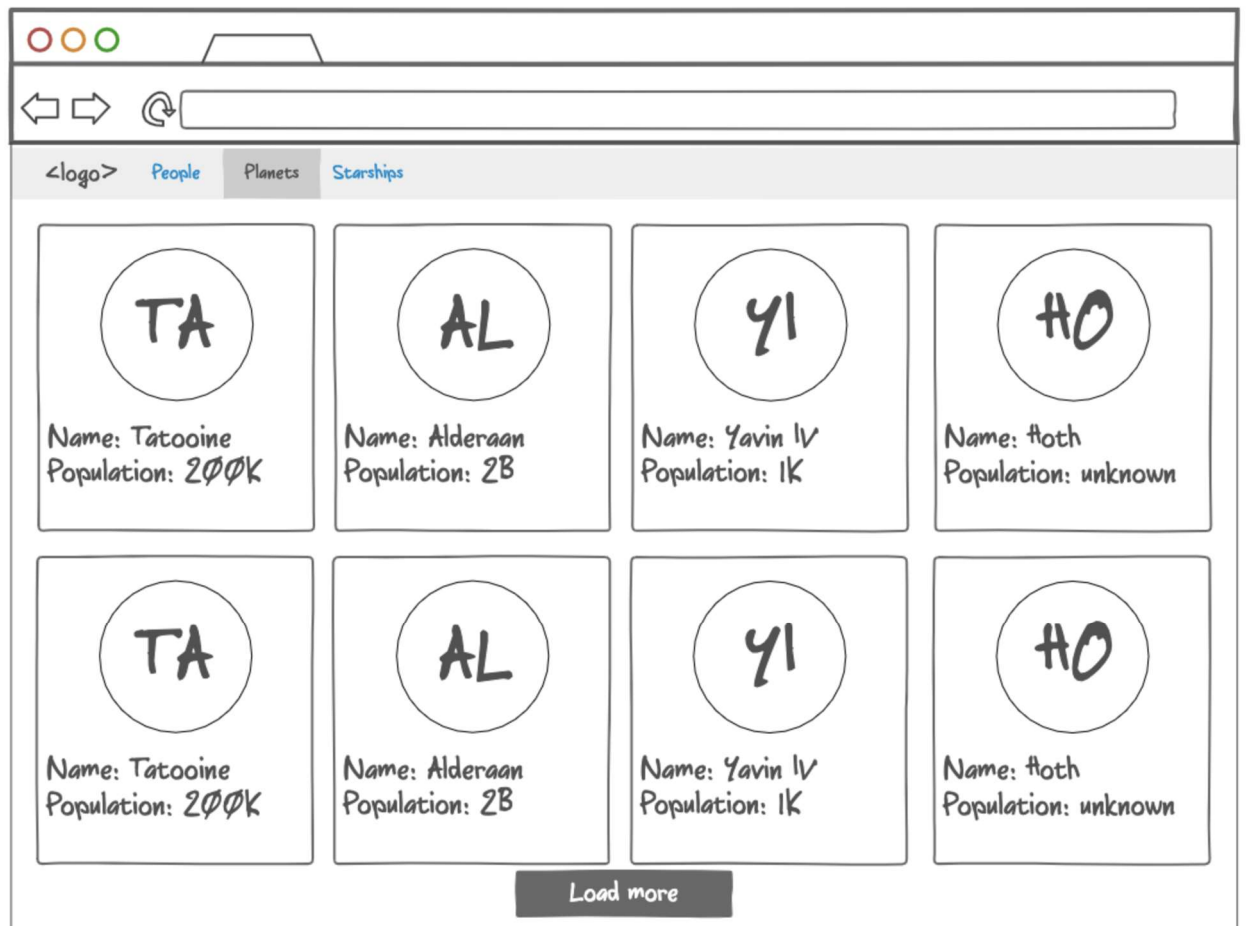 <logo> People Planets Starships
TA AL YI HO
Name: Tatooine Name: Alderaan Name: Yavin IV Name: Hoth
Population: 200K Population: 2B Population: 1K Population: unknown
TA AL YI HO
Name: Tatooine Name: Alderaan Name: Yavin IV Name: Hoth
Population: 200K Population: 2B Population: 1K Population: unknown
Load more